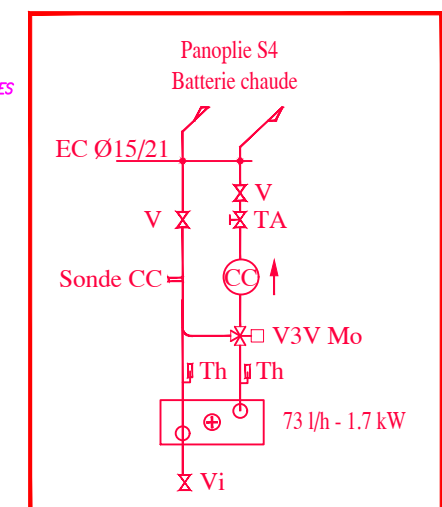 ES
Panoplie S4
Batterie chaude
EC Ø15/21
V
V
TA
Sonde CC
CC
V3V Mo
Th
Th
73 l/h - 1.7 kW
Vi